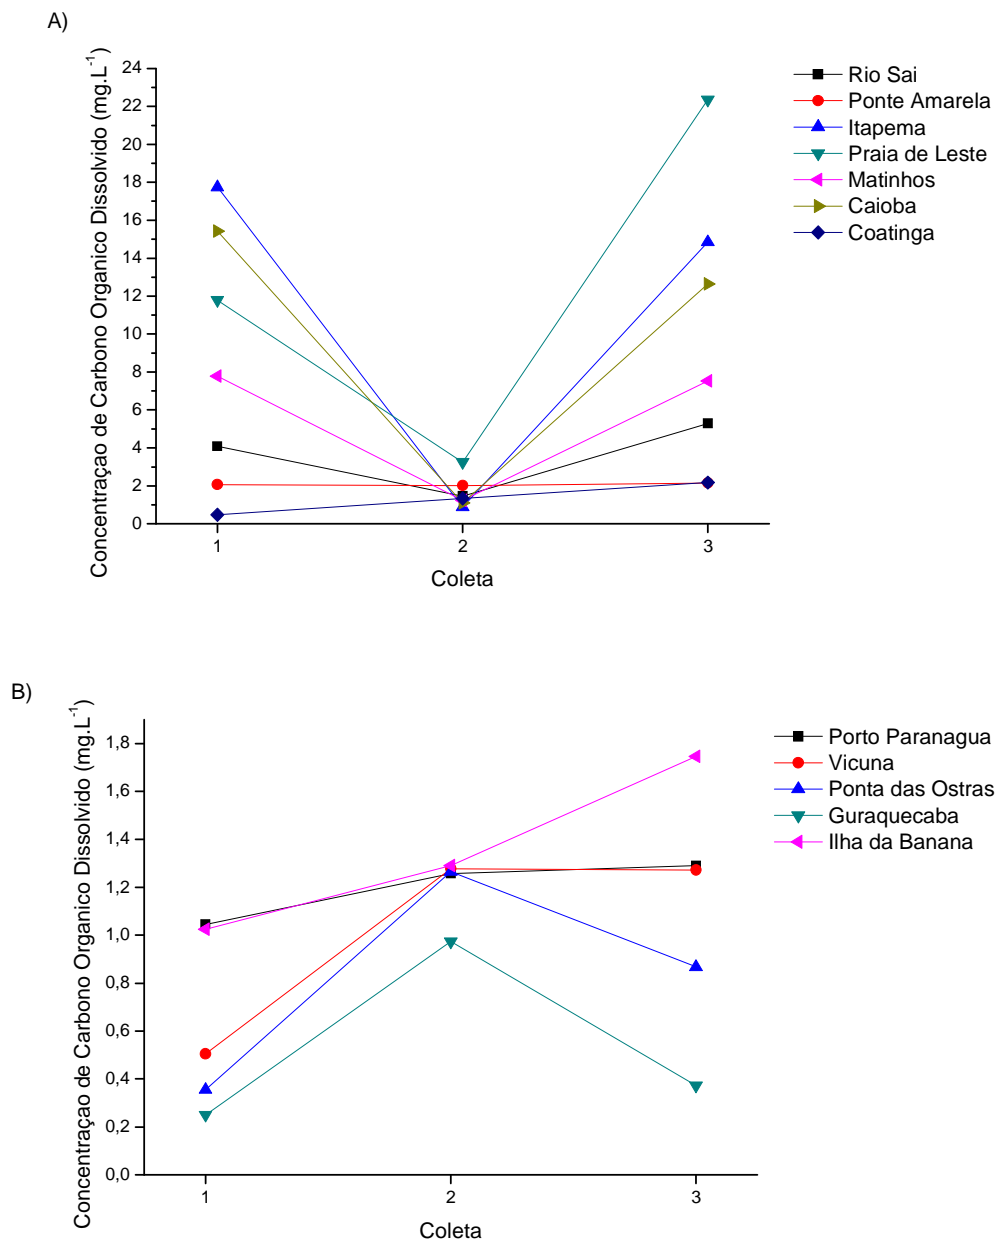 A)
Concentraçao de Carbono Organico Dissolvido (mg.L⁻¹)
24
22
20
18
16
14
12
10
8
6
4
2
0
1
2
3
Coleta
Rio Sai
Ponte Amarela
Itapema
Praia de Leste
Matinhos
Caioba
Coatinga
B)
Concentraçao de Carbono Organico Dissolvido (mg.L⁻¹)
1,8
1,6
1,4
1,2
1,0
0,8
0,6
0,4
0,2
0,0
1
2
3
Coleta
Porto Paranagua
Vicuna
Ponta das Ostras
Guraquecaba
Ilha da Banana